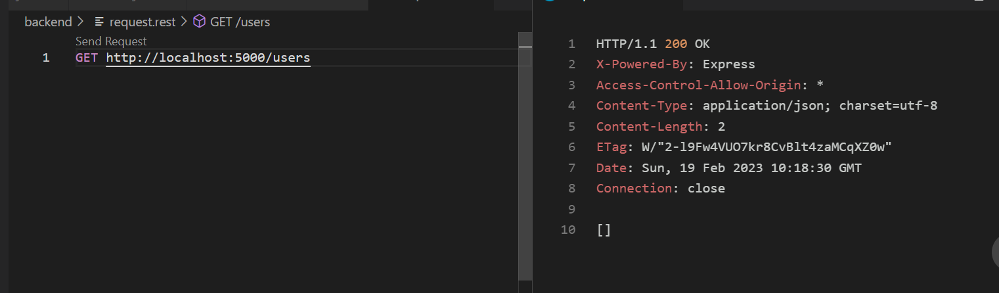 backend > request.rest > GET /users
Send Request
1 GET http://localhost:5000/users
1 HTTP/1.1 200 OK
2 X-Powered-By: Express
3 Access-Control-Allow-Origin: *
4 Content-Type: application/json; charset=utf-8
5 Content-Length: 2
6 ETag: W/"2-l9Fw4VUO7kr8CvBlt4zaMCqXZ0w"
7 Date: Sun, 19 Feb 2023 10:18:30 GMT
8 Connection: close
9
10 []